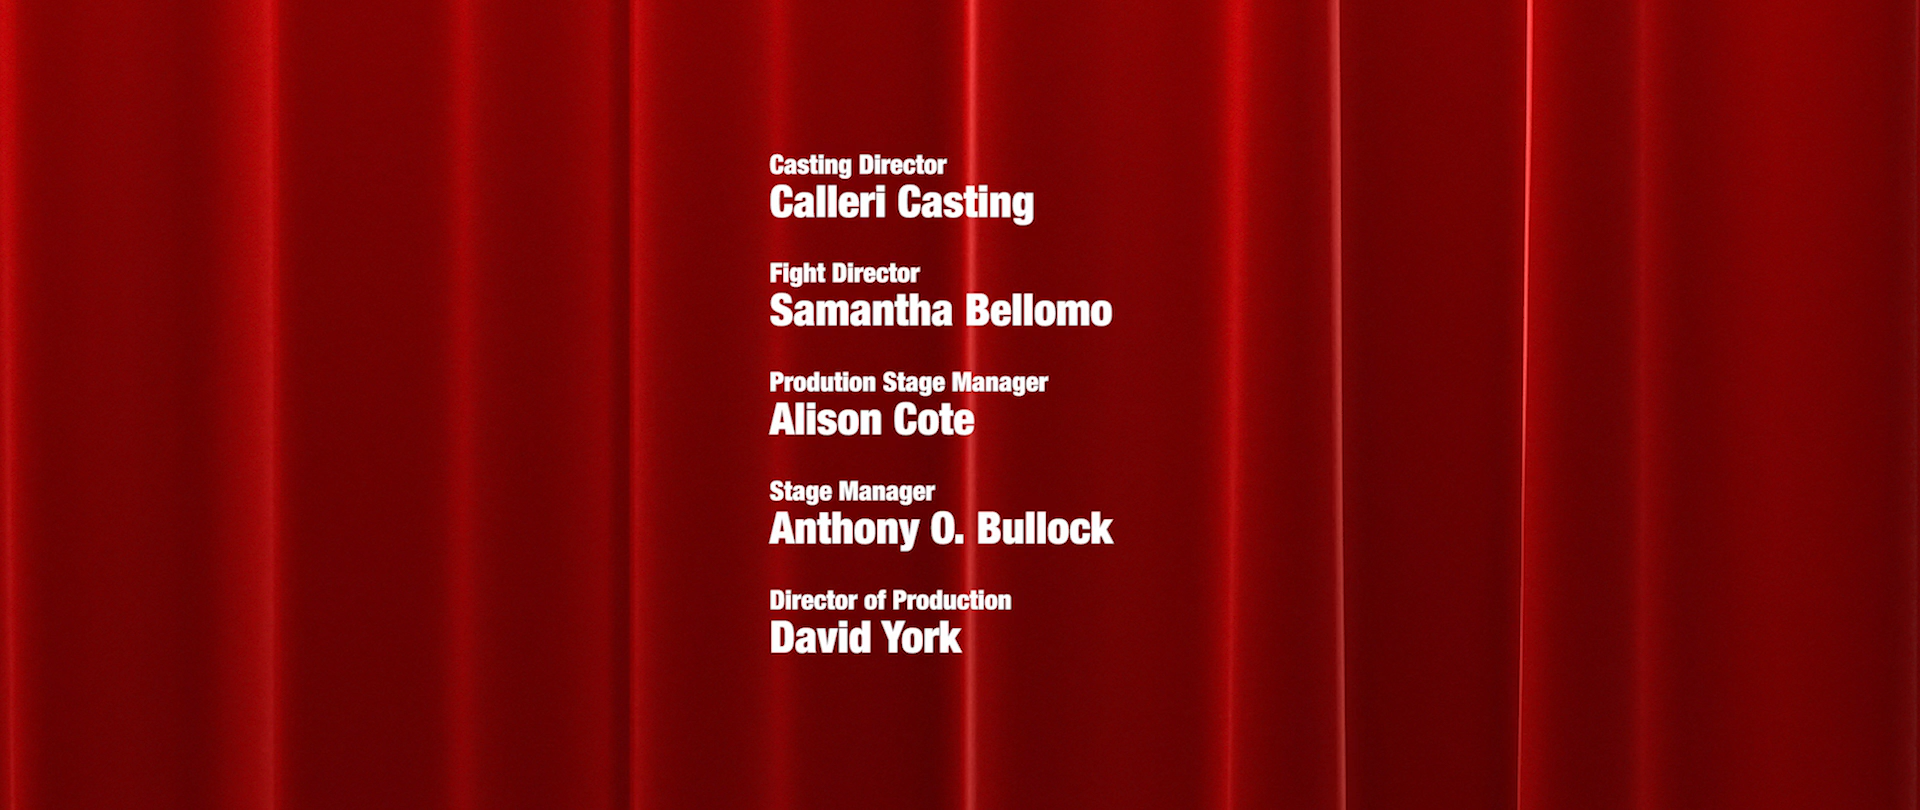 Casting Director
Calleri Casting
Fight Director
Samantha Bellomo
Prodution Stage Manager
Alison Cote
Stage Manager
Anthony O. Bullock
Director of Production
David York